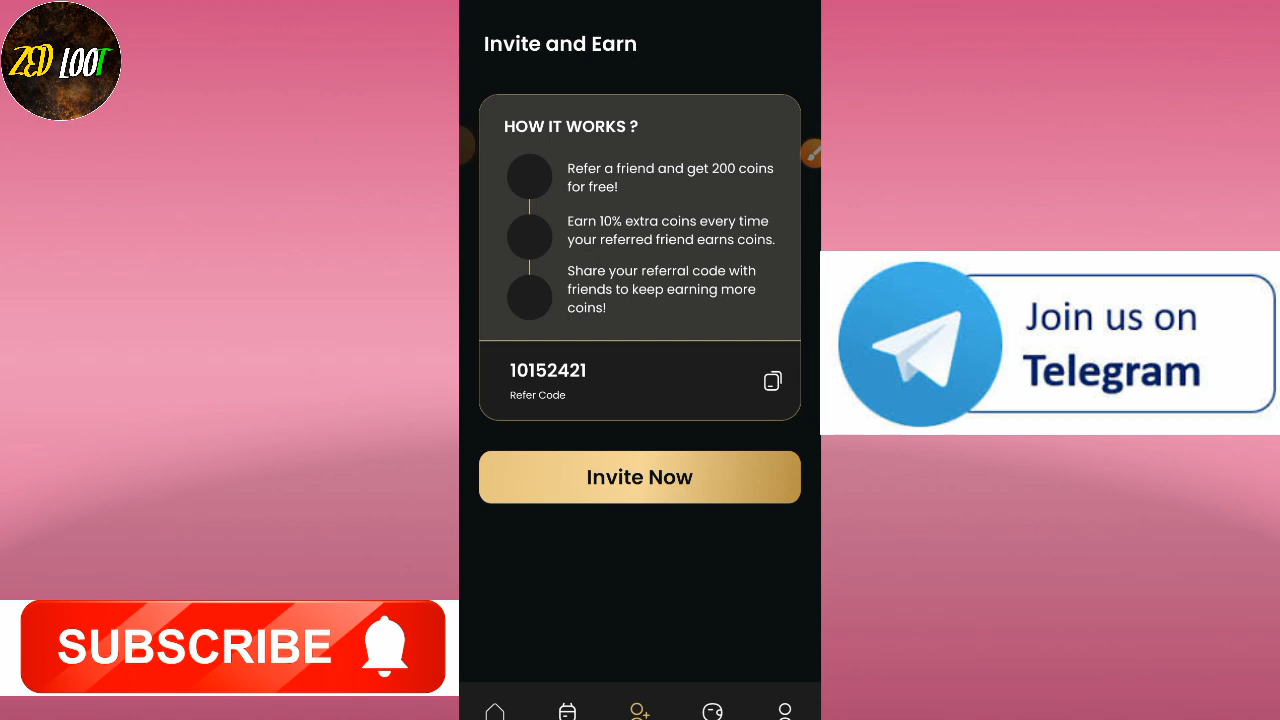 ZED LOOT
Invite and Earn
HOW IT WORKS ?
Refer a friend and get 200 coins
for free!
Earn 10% extra coins every time
your referred friend earns coins.
Share your referral code with
friends to keep earning more
coins!
10152421
Refer Code
Invite Now
Join us on
Telegram
SUBSCRIBE